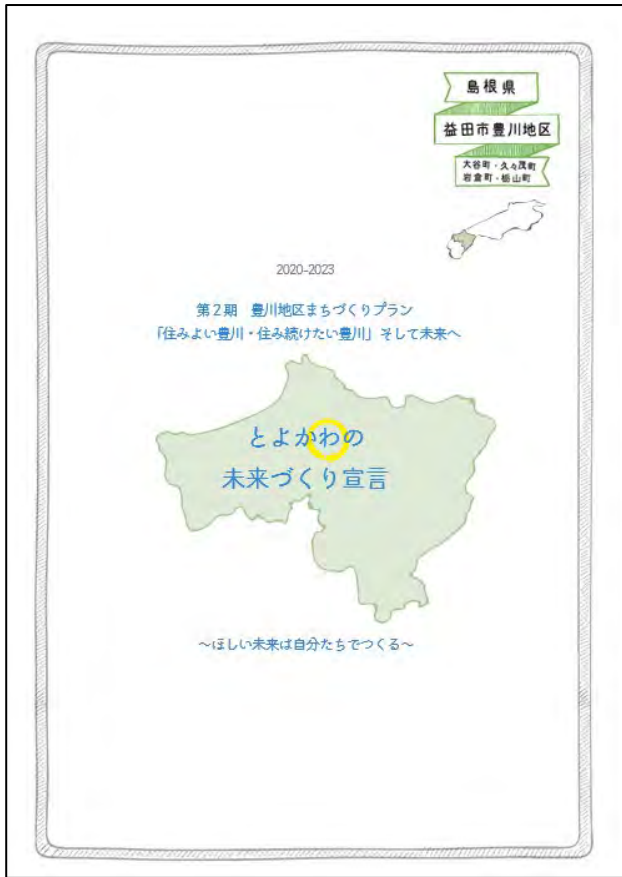 島根県
益田市豊川地区
大谷町・久々茂町
岩倉町・栃山町
2020-2023
第2期　豊川地区まちづくりプラン
「住みよい豊川・住み続けたい豊川」そして未来へ
とよかわの
未来づくり宣言
～ほしい未来は自分たちでつくる～